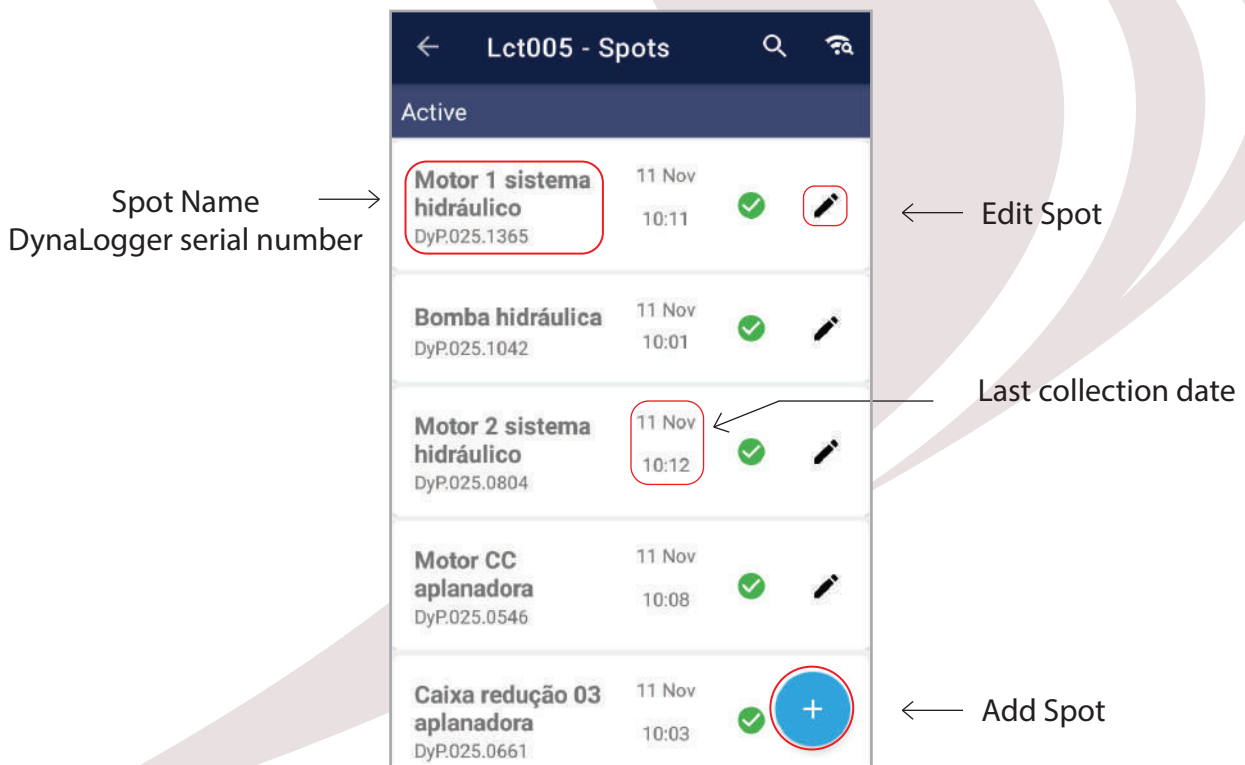 Lct005 - Spots
Active
Spot Name
DynaLogger serial number
Motor 1 sistema
hidráulico
DyP.025.1365
11 Nov
10:11
Edit Spot
Bomba hidráulica
DyP.025.1042
11 Nov
10:01
Last collection date
Motor 2 sistema
hidráulico
DyP.025.0804
11 Nov
10:12
Motor CC
aplanadora
DyP.025.0546
11 Nov
10:08
Caixa redução 03
aplanadora
DyP.025.0661
11 Nov
10:03
+
Add Spot